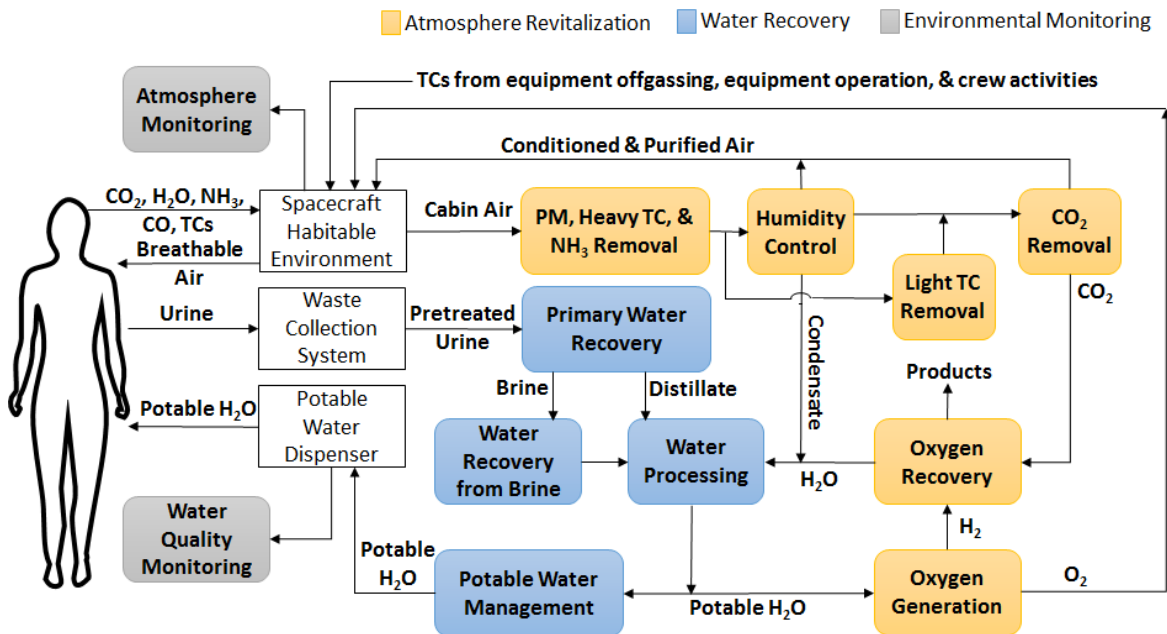 Atmosphere Revitalization
Water Recovery
Environmental Monitoring
TCs from equipment offgassing, equipment operation, & crew activities
Atmosphere
Monitoring
Conditioned & Purified Air
CO₂, H₂O, NH₃,
CO, TCs
Breathable
Air
Spacecraft
Habitable
Environment
Cabin Air
PM, Heavy TC, &
NH₃ Removal
Humidity
Control
CO₂
Removal
Light TC
Removal
CO₂
Urine
Waste
Collection
System
Pretreated
Urine
Primary Water
Recovery
Condensate
Products
Brine
Distillate
Potable H₂O
Potable
Water
Dispenser
Water
Recovery
from Brine
Water
Processing
H₂O
Oxygen
Recovery
H₂
Water
Quality
Monitoring
Potable
H₂O
Potable Water
Management
Potable H₂O
Oxygen
Generation
O₂